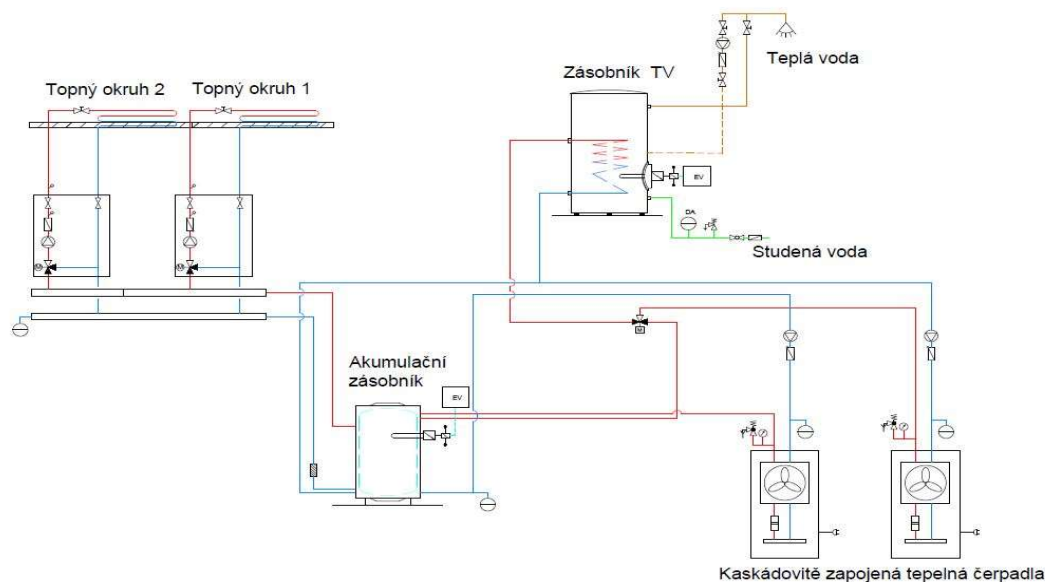 Teplá voda
Zásobník TV
Topný okruh 2
Topný okruh 1
EV
DA
Studená voda
M
M
M
Akumulační
zásobník
EV
Kaskádovitě zapojená tepelná čerpadla